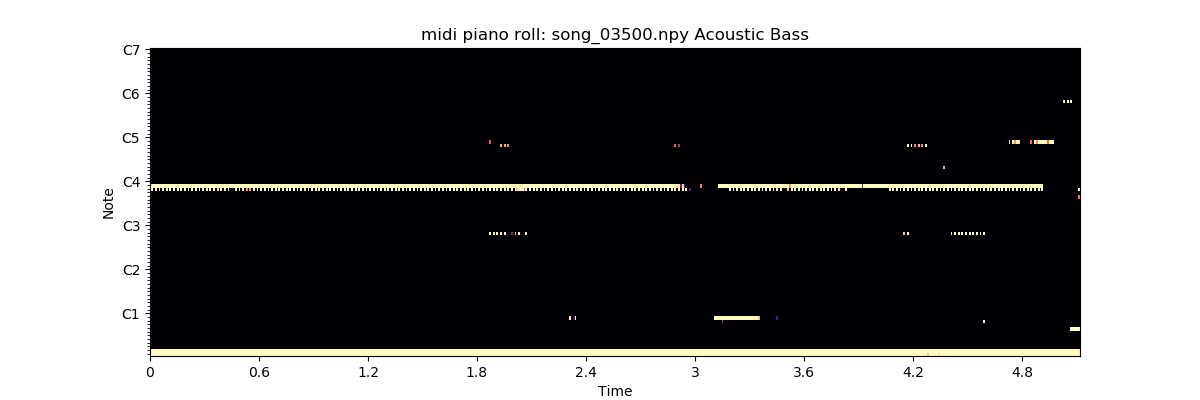 midi piano roll: song_03500.npy Acoustic Bass
C7
C6
C5
C4
C3
C2
C1
Note
0 0.6 1.2 1.8 2.4 3 3.6 4.2 4.8
Time